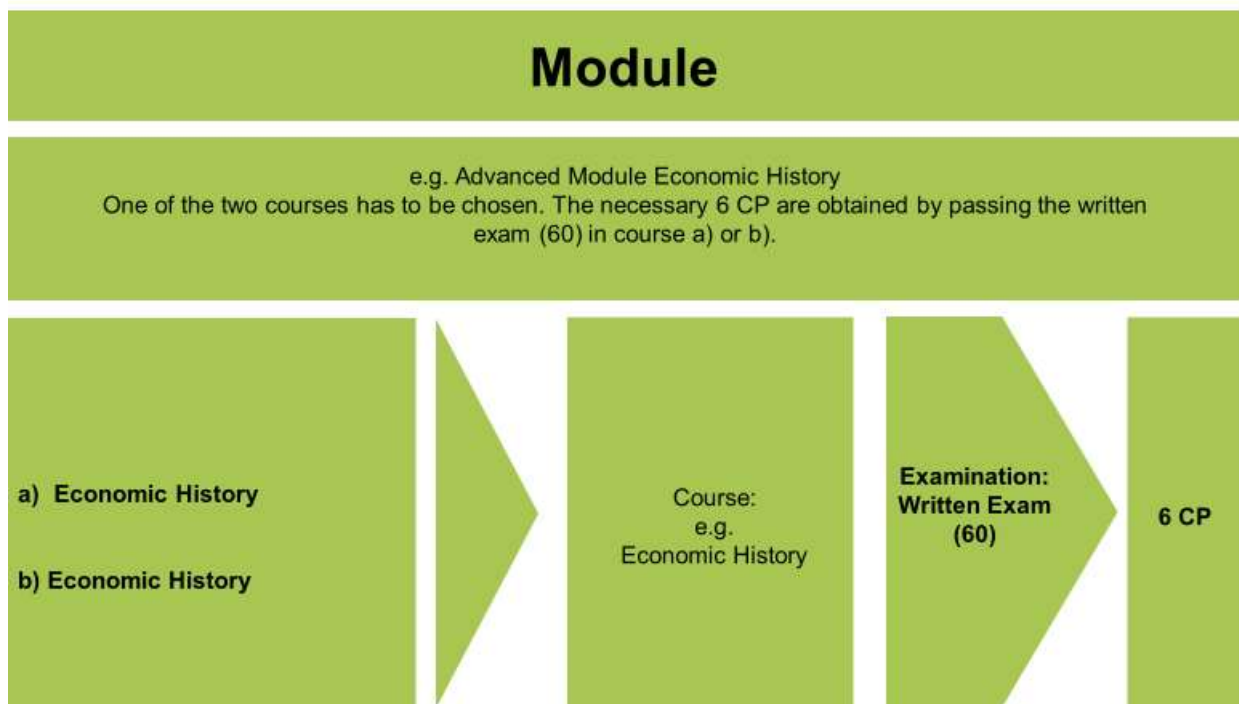 Module
e.g. Advanced Module Economic History
One of the two courses has to be chosen. The necessary 6 CP are obtained by passing the written
exam (60) in course a) or b).
a) Economic History
b) Economic History
Course:
e.g.
Economic History
Examination:
Written Exam
(60)
6 CP